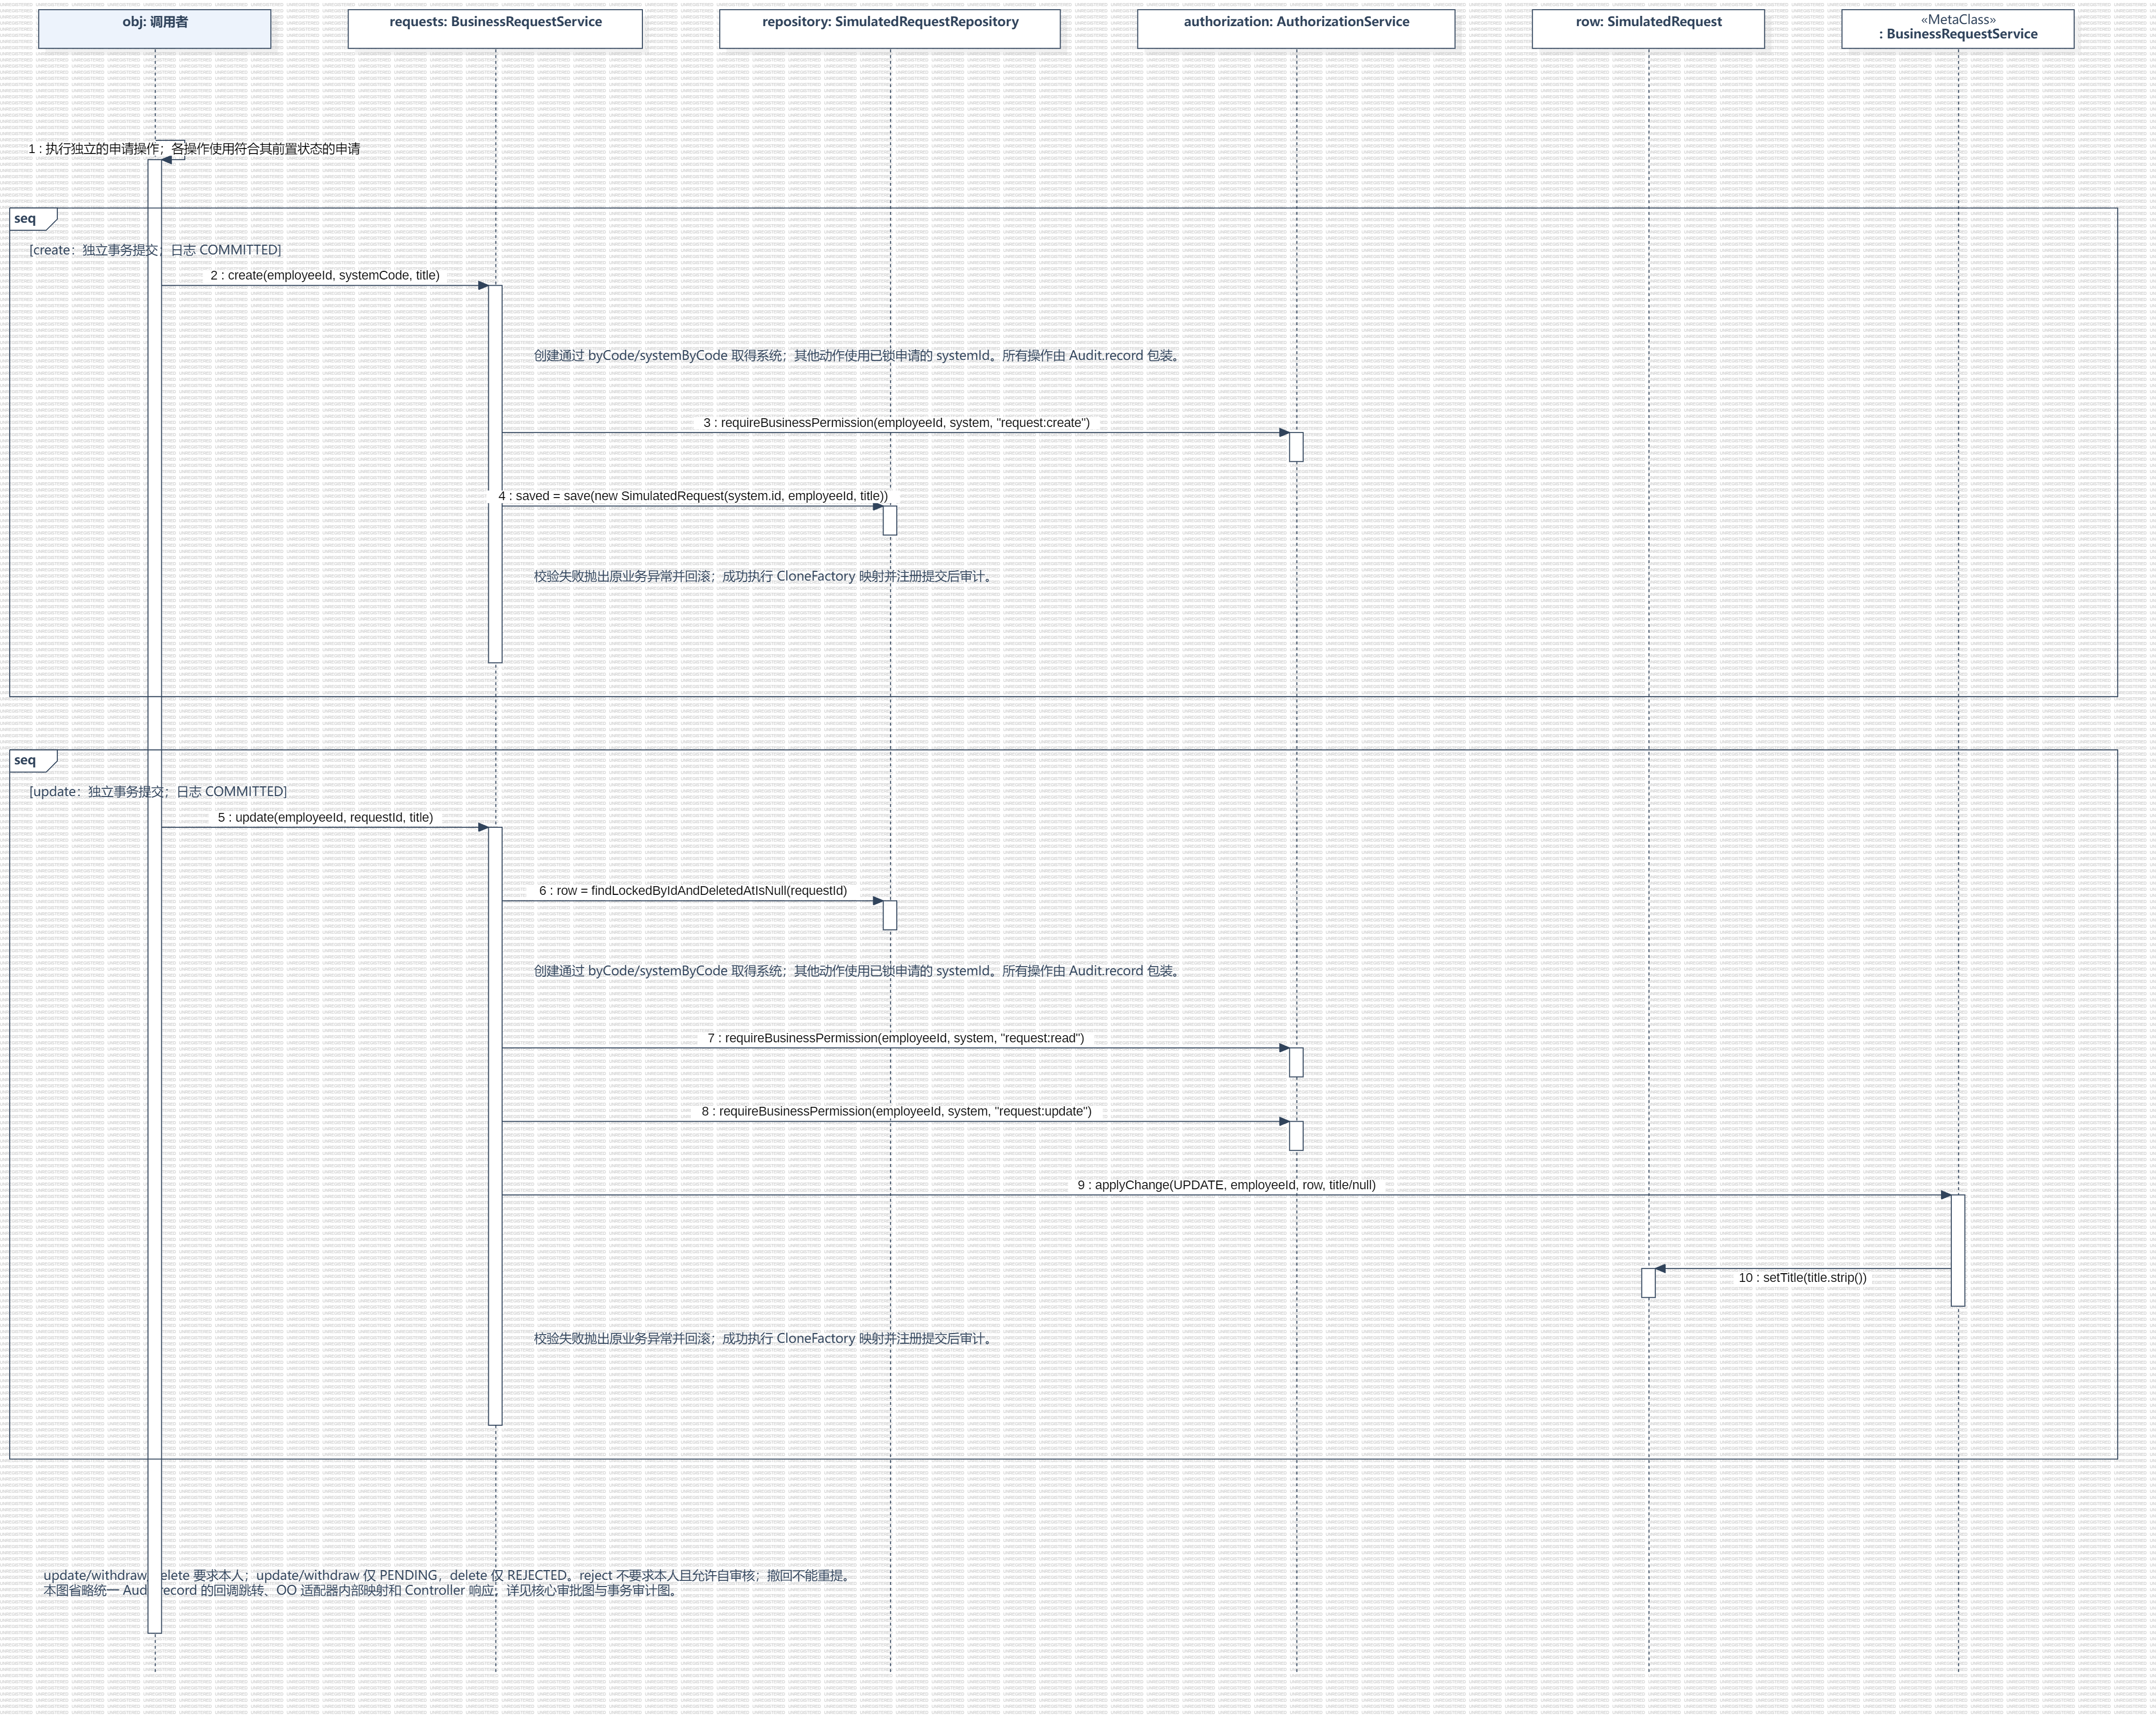 obj: 调用者
requests: BusinessRequestService
repository: SimulatedRequestRepository
authorization: AuthorizationService
row: SimulatedRequest
«MetaClass»
: BusinessRequestService
1 : 执行独立的申请操作；各操作使用符合其前置状态的申请
seq
[create：独立事务提交；日志 COMMITTED]
2 : create(employeeId, systemCode, title)
创建通过 byCode/systemByCode 取得系统；其他动作使用已锁申请的 systemId。所有操作由 Audit.record 包装。
3 : requireBusinessPermission(employeeId, system, "request:create")
4 : saved = save(new SimulatedRequest(system.id, employeeId, title))
校验失败抛出原业务异常并回滚；成功执行 CloneFactory 映射并注册提交后审计。
seq
[update：独立事务提交；日志 COMMITTED]
5 : update(employeeId, requestId, title)
6 : row = findLockedByIdAndDeletedAtIsNull(requestId)
创建通过 byCode/systemByCode 取得系统；其他动作使用已锁申请的 systemId。所有操作由 Audit.record 包装。
7 : requireBusinessPermission(employeeId, system, "request:read")
8 : requireBusinessPermission(employeeId, system, "request:update")
9 : applyChange(UPDATE, employeeId, row, title/null)
10 : setTitle(title.strip())
校验失败抛出原业务异常并回滚；成功执行 CloneFactory 映射并注册提交后审计。
update/withdraw elete 要求本人；update/withdraw 仅 PENDING，delete 仅 REJECTED。reject 不要求本人且允许自审核；撤回不能重提。
本图省略统一 Aud record 的回调跳转、OO 适配器内部映射和 Controller 响应，详见核心审批图与事务审计图。